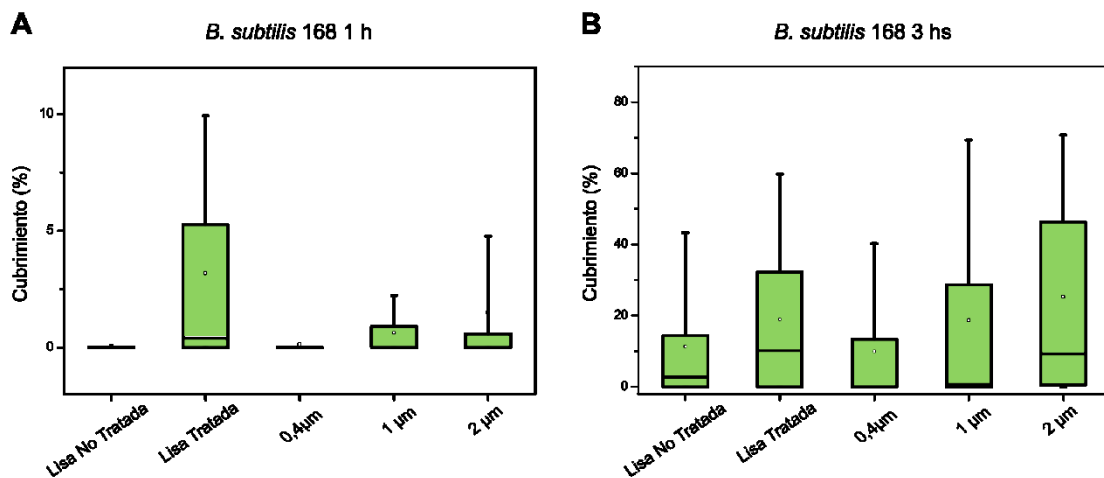 A
B. subtilis 168 1 h
Cubrimiento (%)
10
5
0
Lisa No Tratada
Lisa Tratada
0,4µm
1 µm
2 µm
B
B. subtilis 168 3 hs
Cubrimiento (%)
80
60
40
20
0
Lisa No Tratada
Lisa Tratada
0,4µm
1 µm
2 µm